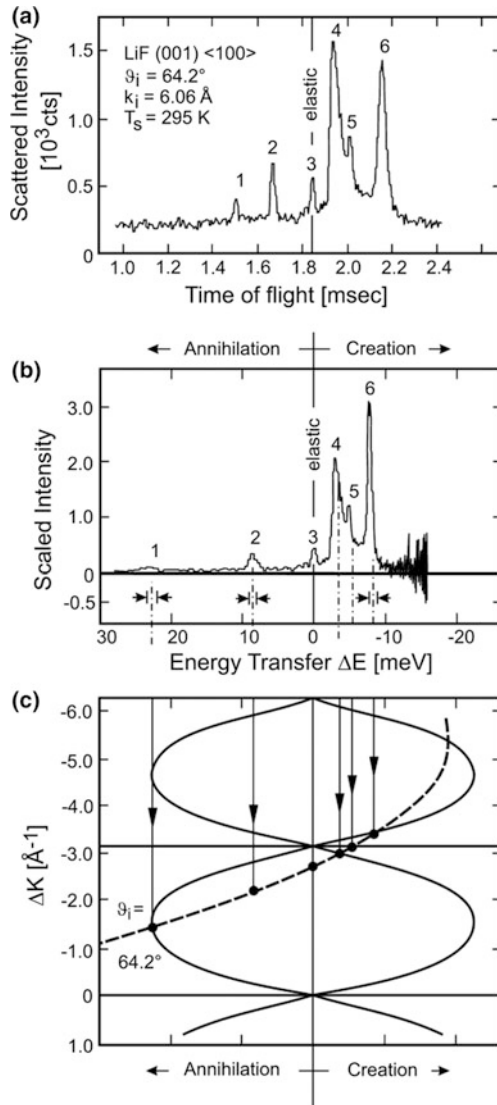 (a)
LiF (001) <100>
ϑi = 64.2°
ki = 6.06 Å
Ts = 295 K
elastic
1
2
3
4
5
6
Scattered Intensity
[10³cts]
1.5
1.0
0.5
0
1.0 1.2 1.4 1.6 1.8 2.0 2.2 2.4
Time of flight [msec]
Annihilation Creation
(b)
elastic
1
2
3
4
5
6
Scaled Intensity
3.0
2.0
1.0
0
-0.5
30 20 10 0 -10 -20
Energy Transfer ΔE [meV]
(c)
ΔK [Å-1]
-6.0
-5.0
-4.0
-3.0
-2.0
-1.0
0
1.0
ϑi =
64.2°
Annihilation Creation